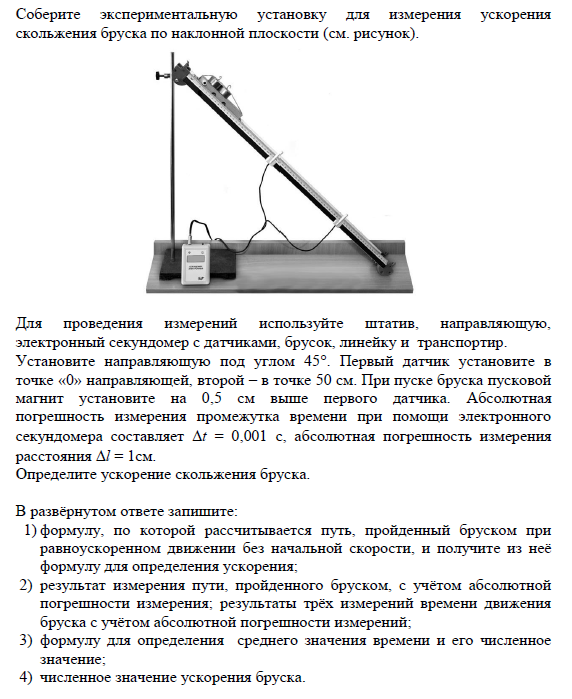 Соберите экспериментальную установку для измерения ускорения
скольжения бруска по наклонной плоскости (см. рисунок).
Для проведения измерений используйте штатив, направляющую,
электронный секундомер с датчиками, брусок, линейку и транспортир.
Установите направляющую под углом 45°. Первый датчик установите в
точке «0» направляющей, второй – в точке 50 см. При пуске бруска пусковой
магнит установите на 0,5 см выше первого датчика. Абсолютная
погрешность измерения промежутка времени при помощи электронного
секундомера составляет Δt = 0,001 с, абсолютная погрешность измерения
расстояния Δl = 1см.
Определите ускорение скольжения бруска.
В развёрнутом ответе запишите:
1) формулу, по которой рассчитывается путь, пройденный бруском при
равноускоренном движении без начальной скорости, и получите из неё
формулу для определения ускорения;
2) результат измерения пути, пройденного бруском, с учётом абсолютной
погрешности измерения; результаты трёх измерений времени движения
бруска с учётом абсолютной погрешности измерений;
3) формулу для определения среднего значения времени и его численное
значение;
4) численное значение ускорения бруска.